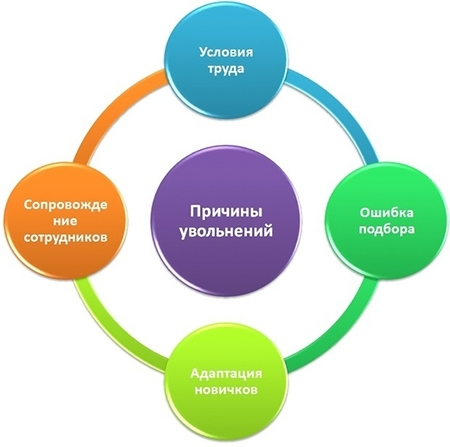 Условия
труда
Сопровожде
ние
сотрудников
Причины
увольнений
Ошибка
подбора
Адаптация
новичков